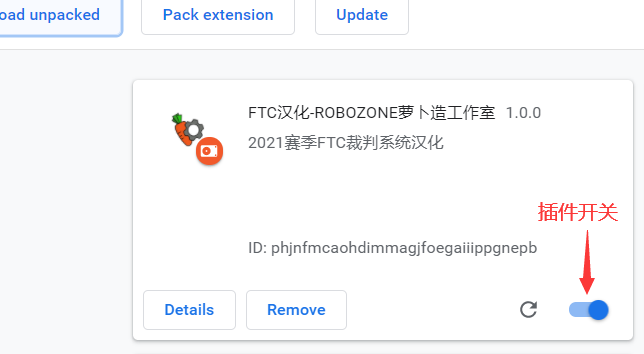 oad unpacked
Pack extension
Update
FTC汉化-ROBOZONE萝卜造工作室 1.0.0
2021赛季FTC裁判系统汉化
插件开关
ID: phjnfmcaohdimmagjfoegaiiippgnepb
Details
Remove